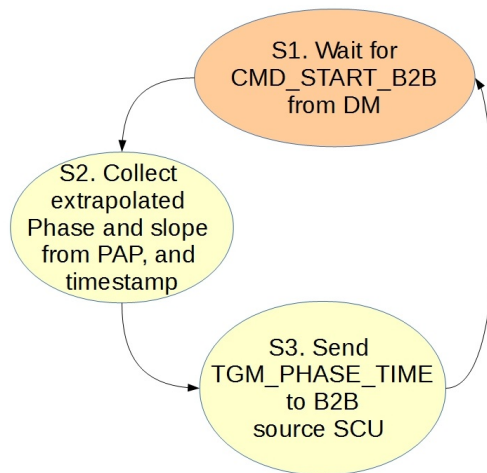 S1. Wait for
CMD_START_B2B
from DM
S2. Collect
extrapolated
Phase and slope
from PAP, and
timestamp
S3. Send
TGM_PHASE_TIME
to B2B
source SCU